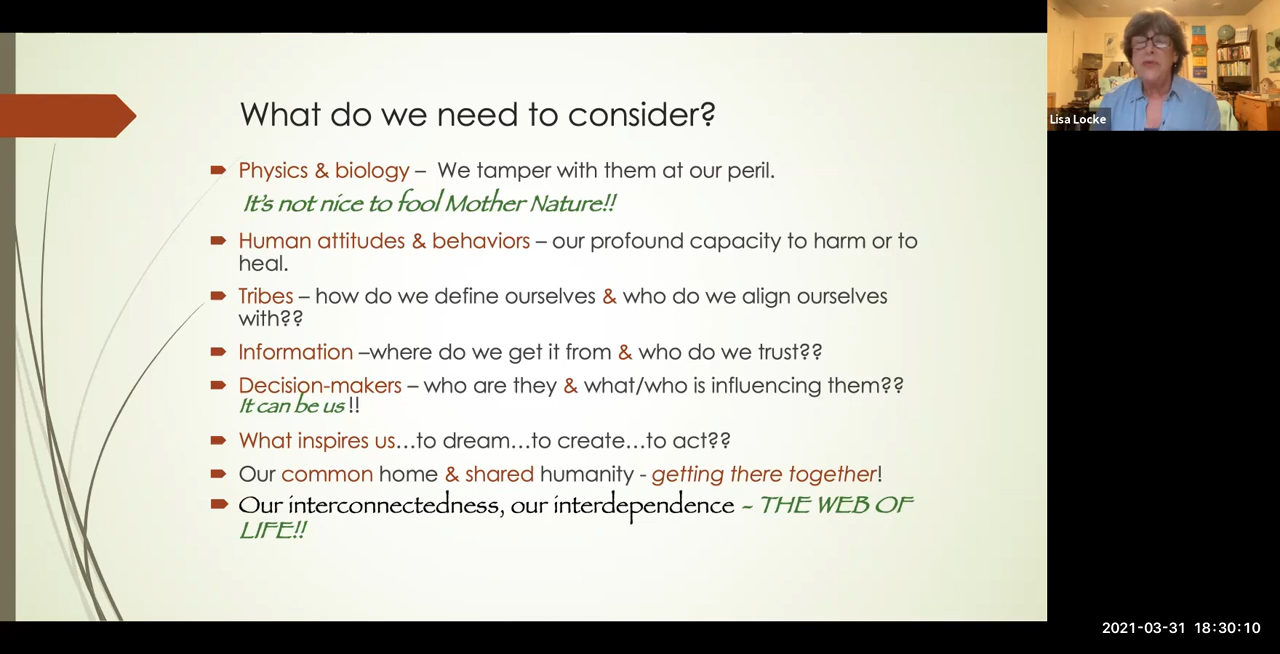 What do we need to consider?
Physics & biology – We tamper with them at our peril.
It's not nice to fool Mother Nature!!
Human attitudes & behaviors – our profound capacity to harm or to
heal.
Tribes – how do we define ourselves & who do we align ourselves
with??
Information –where do we get it from & who do we trust??
Decision-makers – who are they & what/who is influencing them??
It can be us !!
What inspires us…to dream…to create…to act??
Our common home & shared humanity - getting there together!
Our interconnectedness, our interdependence – THE WEB OF
LIFE!!
Lisa Locke
2021-03-31 18:30:10